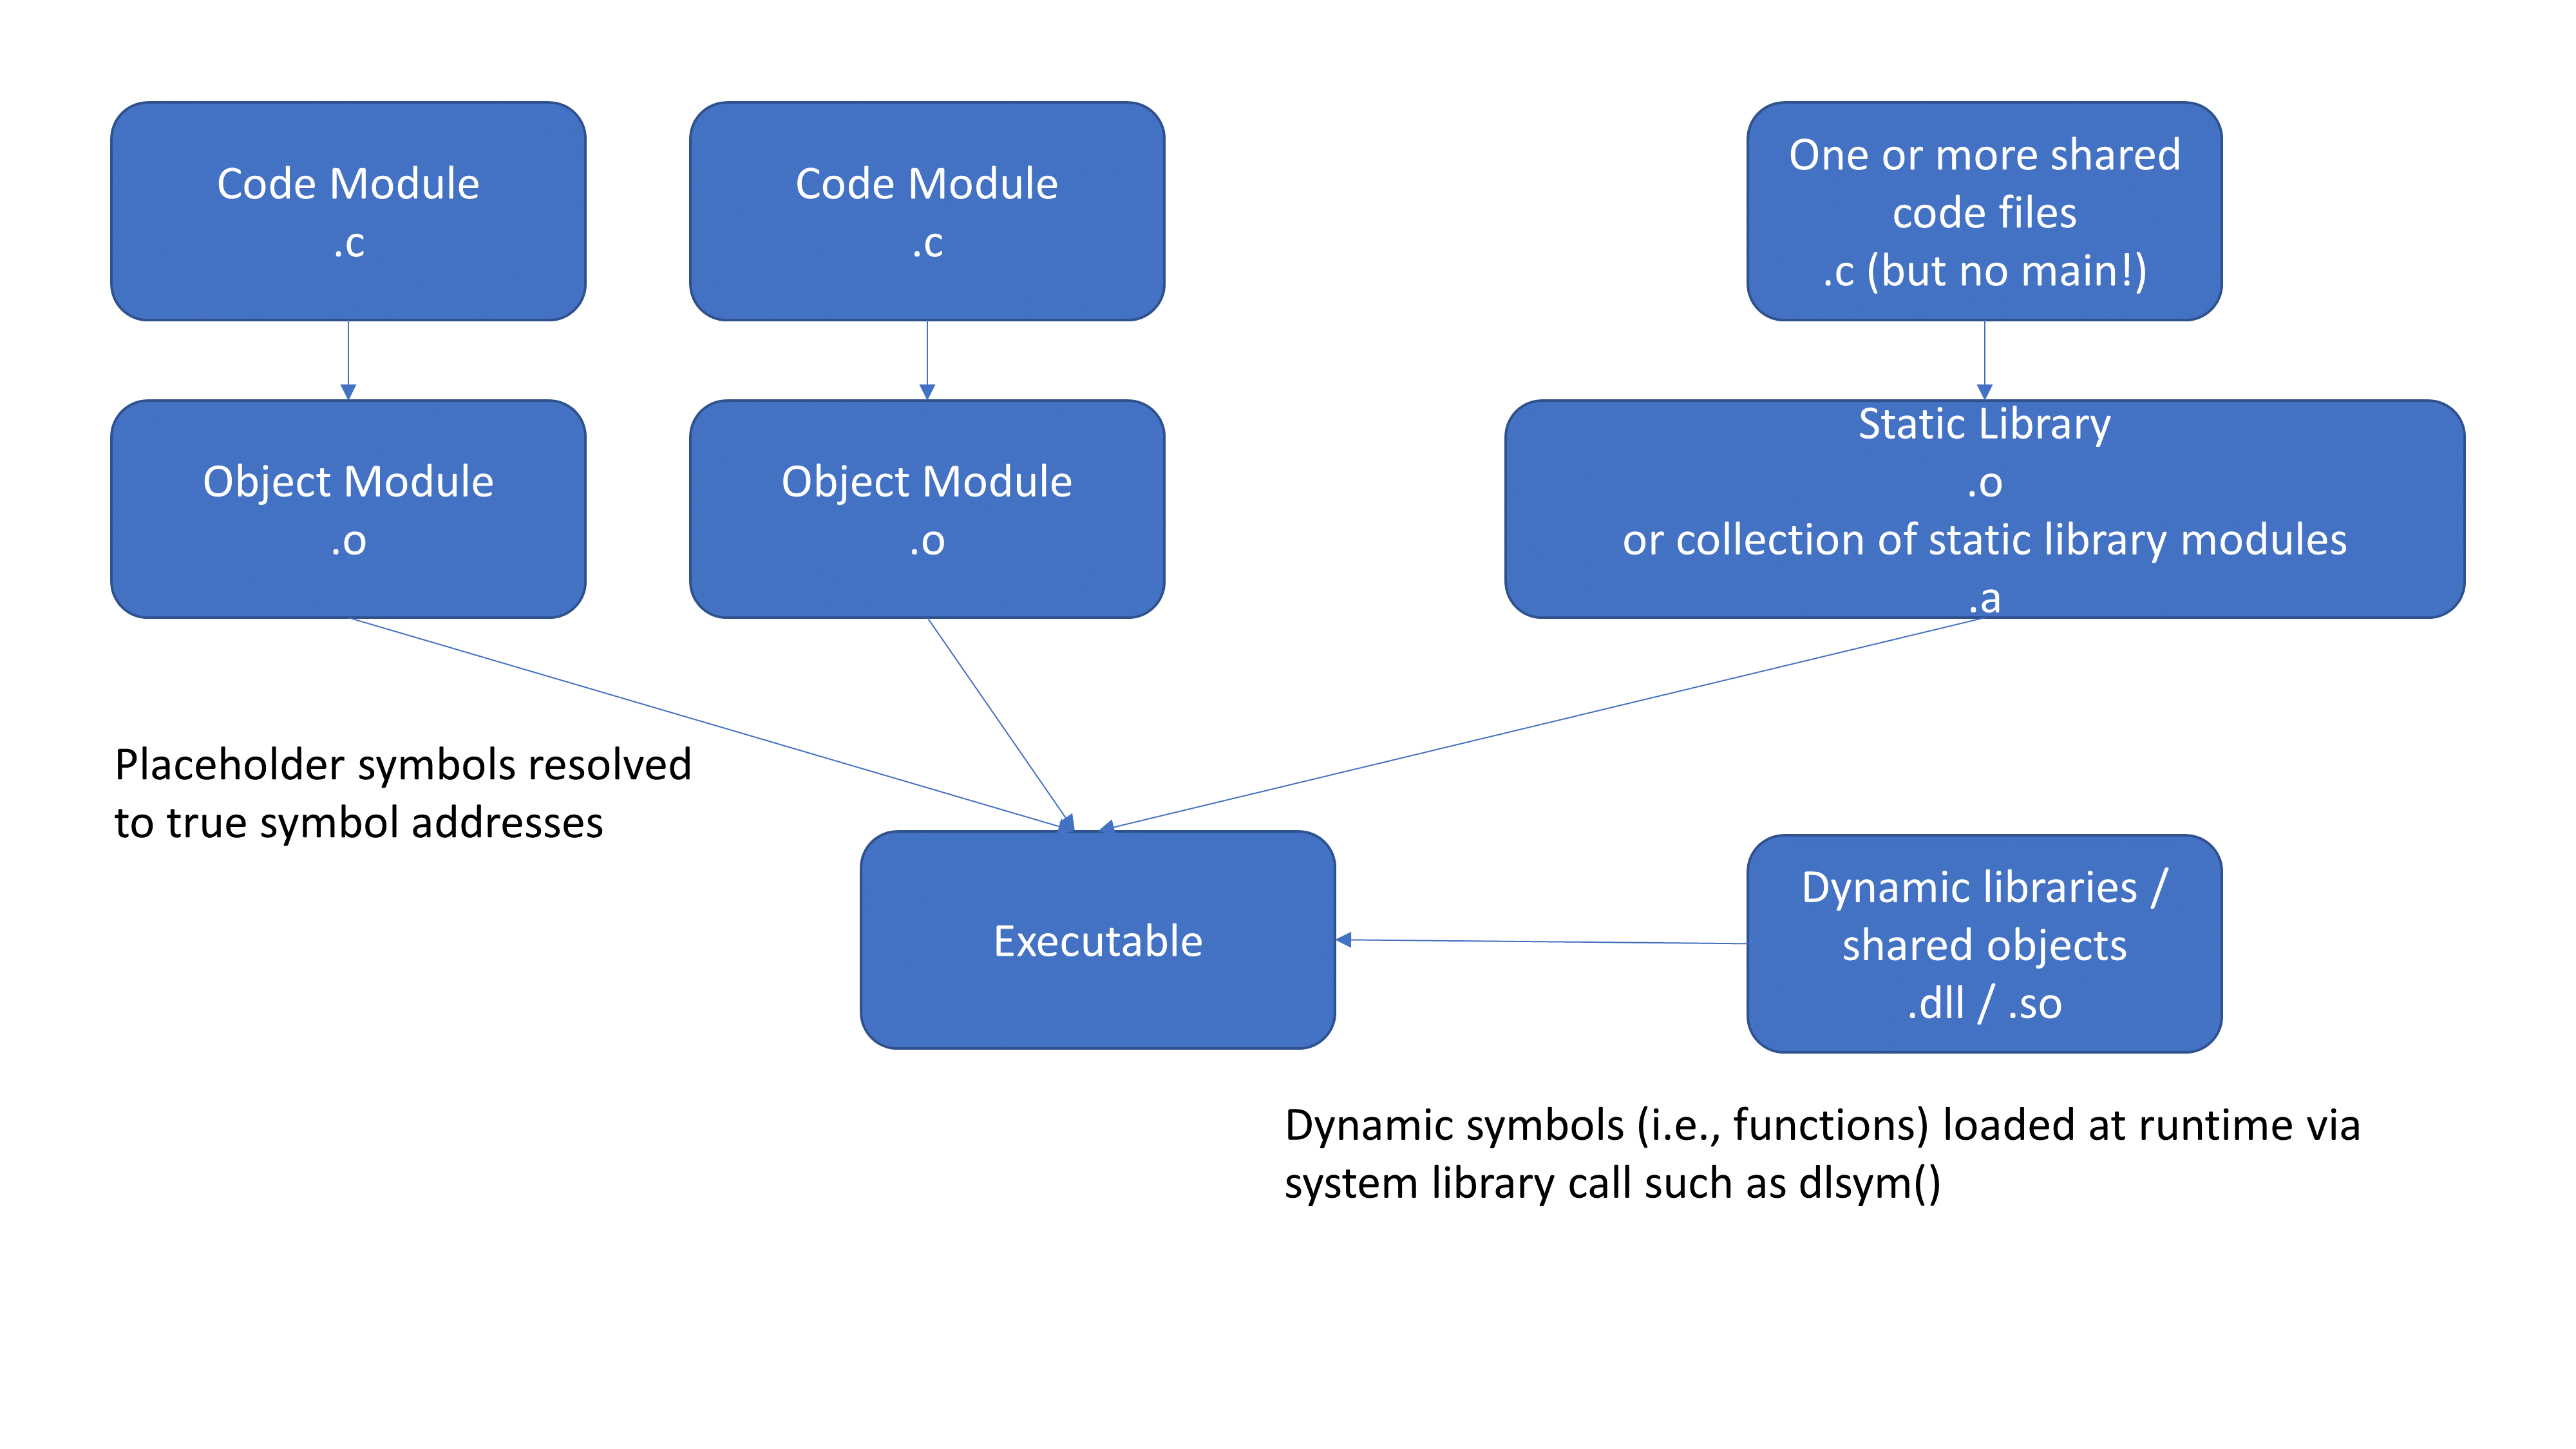 Code Module
.c
Code Module
.c
One or more shared
code files
.c (but no main!)
Object Module
.o
Object Module
.o
Static Library
.o
or collection of static library modules
.a
Placeholder symbols resolved
to true symbol addresses
Executable
Dynamic libraries /
shared objects
.dll / .so
Dynamic symbols (i.e., functions) loaded at runtime via
system library call such as dlsym()